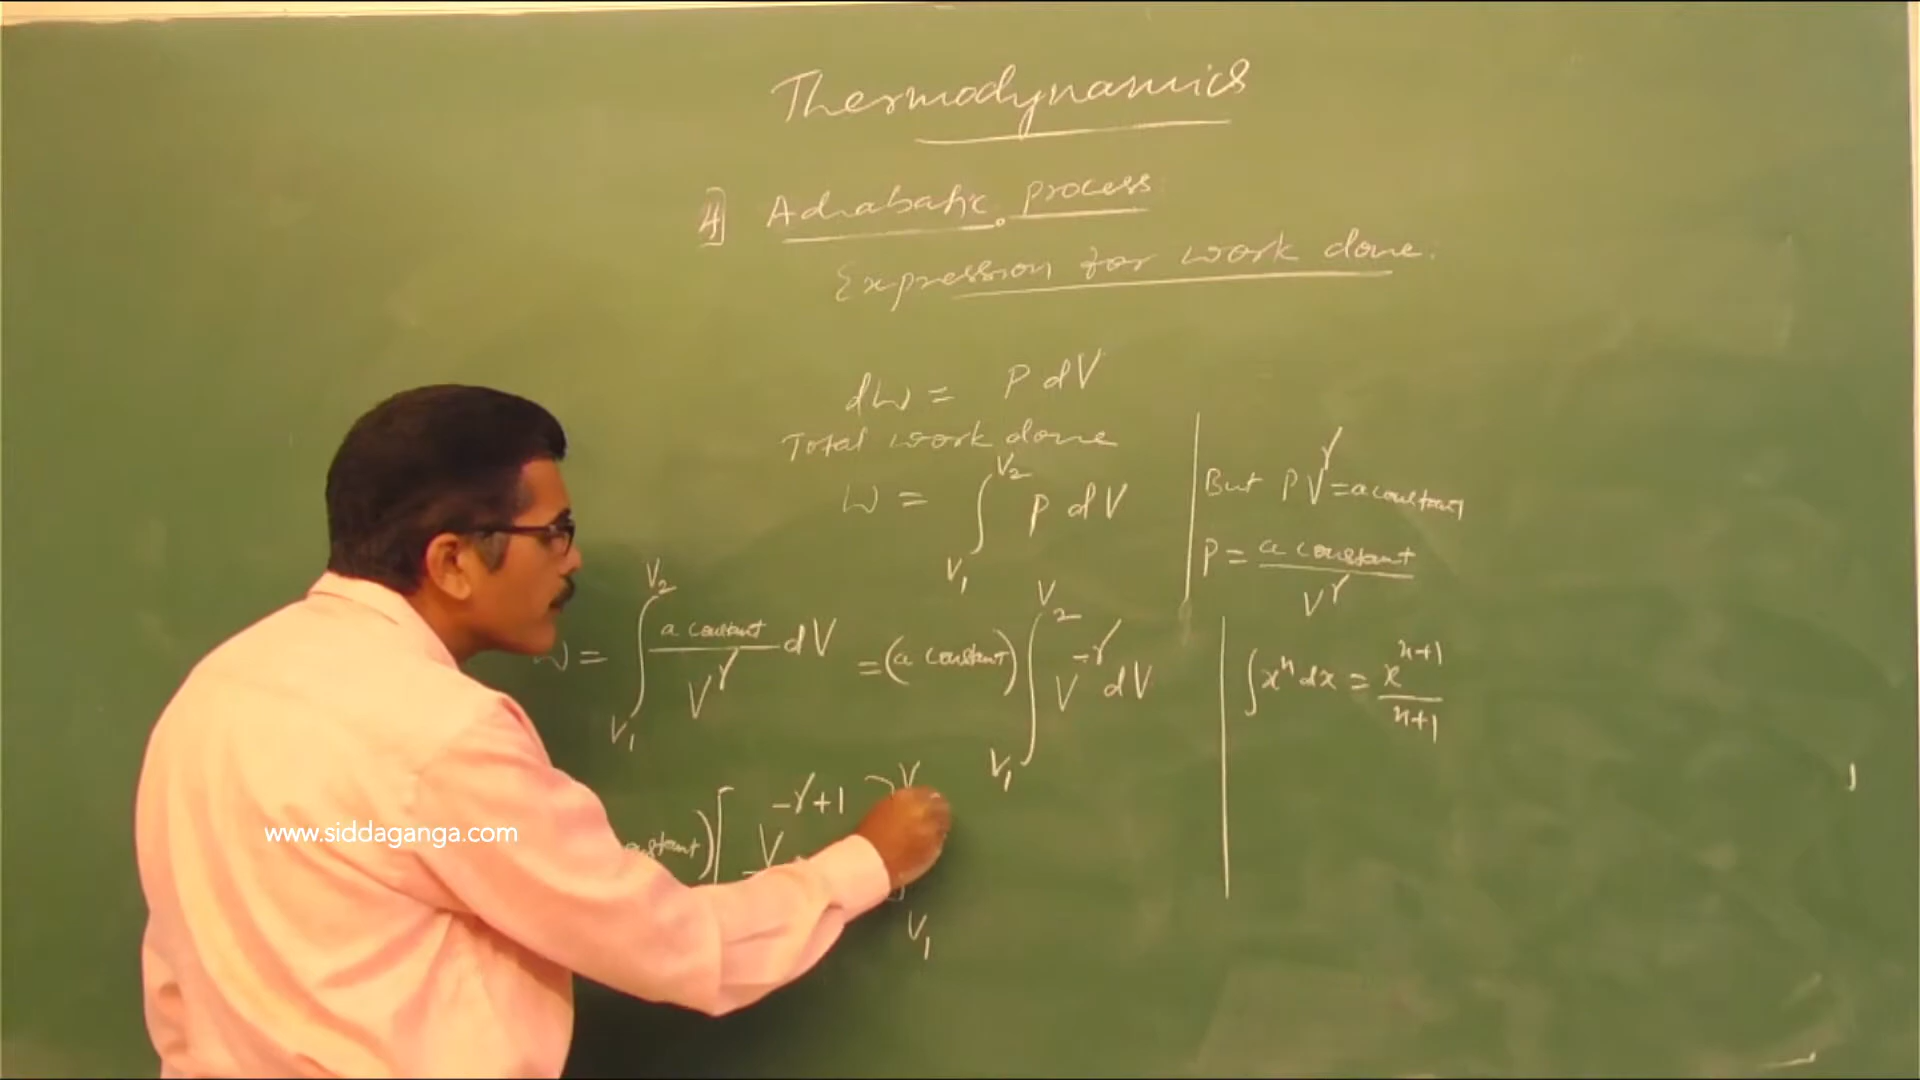 Thermodynamics
4] Adiabatic process
Expression for work done.
dW = P dV
Total work done
W = ∫ V₁ V₂ P dV
But PV^γ = a constant
P = a constant / V^γ
W = ∫ V₁ V₂ a constant / V^γ dV = (a constant) ∫ V₁ V₂ V^-γ dV
∫ x^n dx = x^n+1 / n+1
constant) [ V^-γ+1 ] V₁ V
www.siddaganga.com